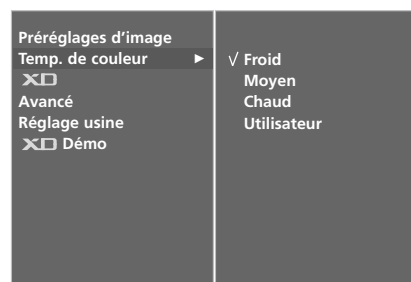 Préréglages d'image
Temp. de couleur ►
XD
Avancé
Réglage usine
XD Démo
√ Froid
Moyen
Chaud
Utilisateur